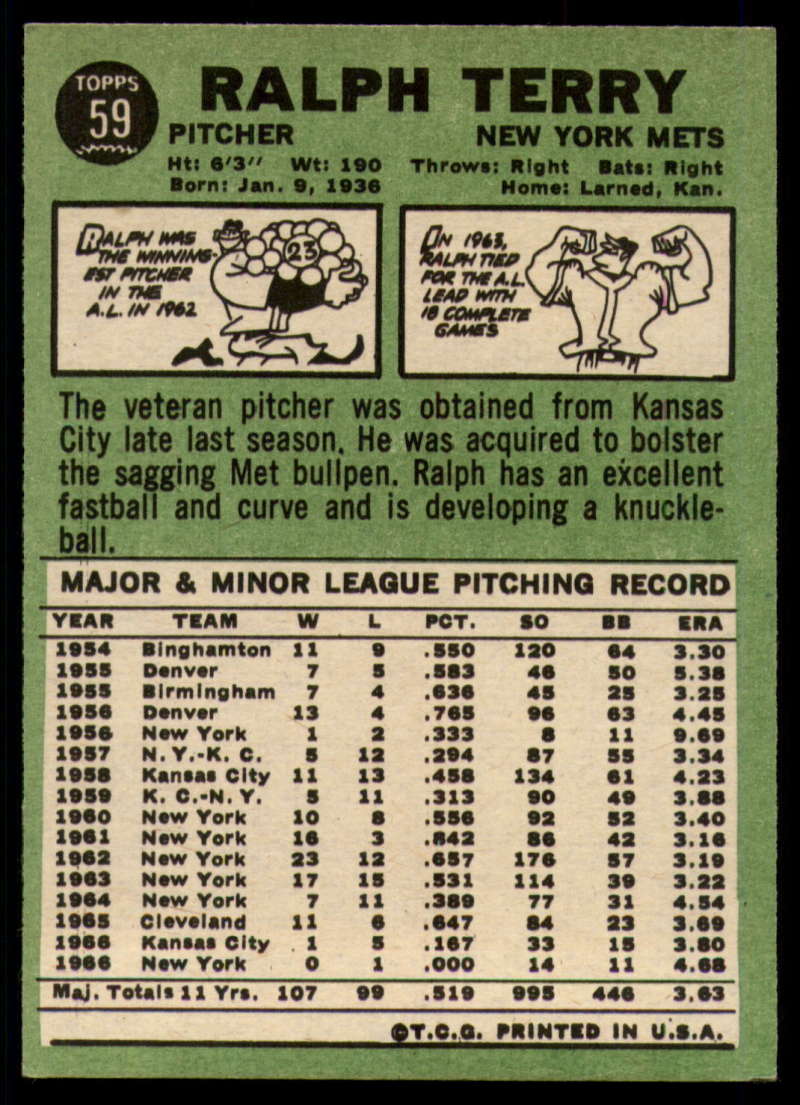 TOPPS
59
RALPH TERRY
PITCHER NEW YORK METS
Ht: 6'3" Wt: 190 Throws: Right Bats: Right
Born: Jan. 9, 1936 Home: Larned, Kan.
RALPH WAS
THE WINNING-
EST PITCHER
IN THE
A.L. IN 1962
23
IN 1963,
RALPH TIED
FOR THE A.L.
LEAD WITH
18 COMPLETE
GAMES
The veteran pitcher was obtained from Kansas
City late last season. He was acquired to bolster
the sagging Met bullpen. Ralph has an excellent
fastball and curve and is developing a knuckle-
ball.
MAJOR & MINOR LEAGUE PITCHING RECORD
YEAR TEAM W L PCT. SO BB ERA
1954 Binghamton 11 9 .550 120 64 3.30
1955 Denver 7 5 .583 46 50 5.38
1955 Birmingham 7 4 .636 45 25 3.25
1956 Denver 13 4 .765 96 63 4.45
1956 New York 1 2 .333 8 11 9.69
1957 N. Y.-K. C. 5 12 .294 87 55 3.34
1958 Kansas City 11 13 .458 134 61 4.23
1959 K. C.-N. Y. 5 11 .313 90 49 3.88
1960 New York 10 8 .556 92 52 3.40
1961 New York 16 3 .842 86 42 3.16
1962 New York 23 12 .657 176 57 3.19
1963 New York 17 15 .531 114 39 3.22
1964 New York 7 11 .389 77 31 4.54
1965 Cleveland 11 6 .647 84 23 3.69
1966 Kansas City 1 5 .167 33 15 3.80
1966 New York 0 1 .000 14 11 4.68
Maj. Totals 11 Yrs. 107 99 .519 995 446 3.63
©T.C.G. PRINTED IN U.S.A.